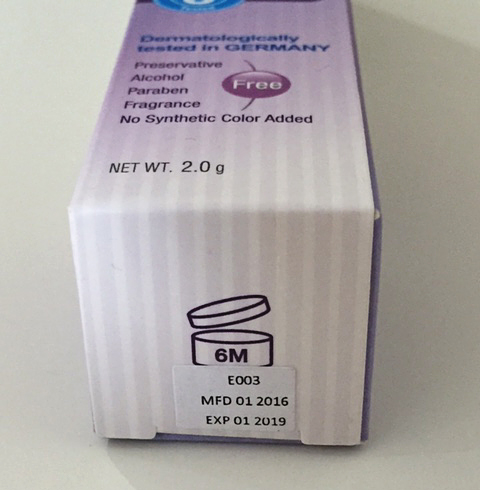 Dermatologically
tested in GERMANY
Preservative
Alcohol
Paraben
Fragrance
Free
No Synthetic Color Added
NET WT. 2.0 g
6M
E003
MFD 01 2016
EXP 01 2019